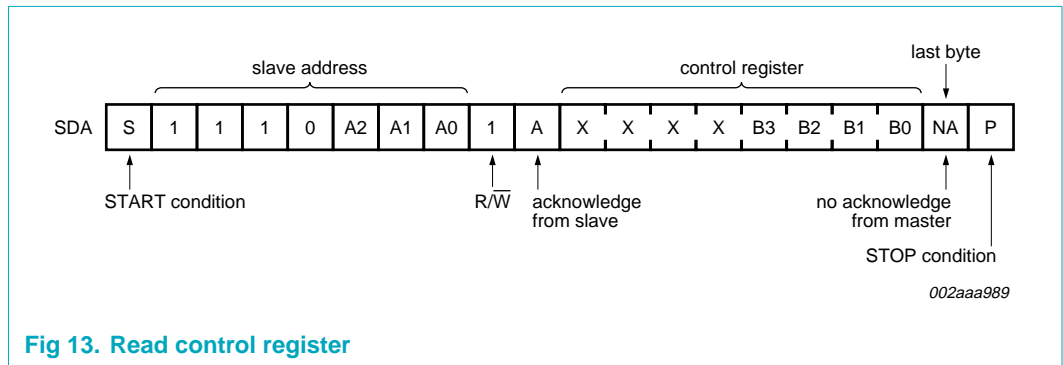 last byte
slave address control register
SDA S 1 1 1 0 A2 A1 A0 1 A X X X X B3 B2 B1 B0 NA P
START condition R/W̅ acknowledge from slave no acknowledge from master
STOP condition
002aaa989
Fig 13. Read control register